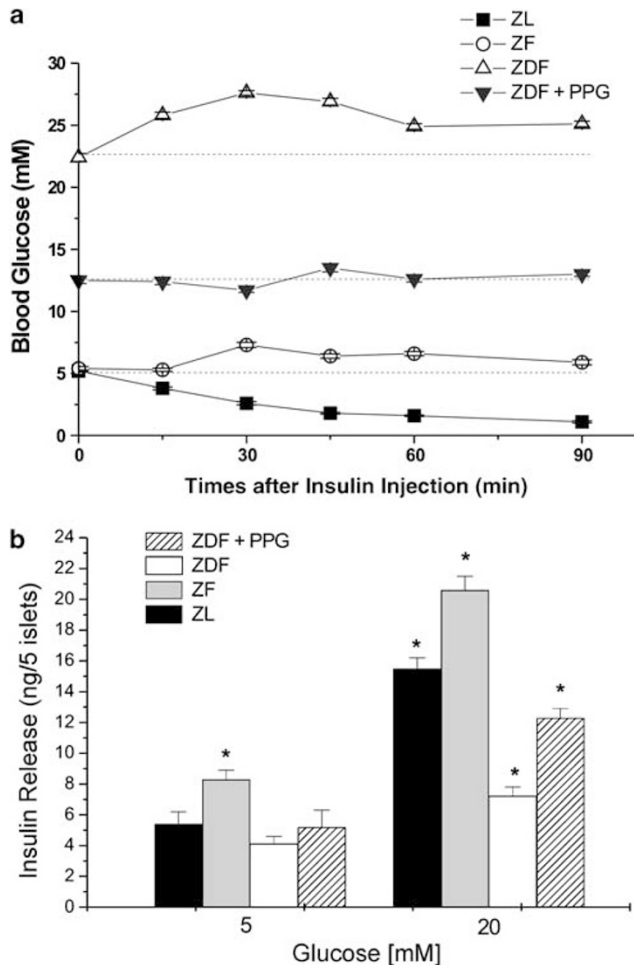 a
ZL
ZF
ZDF
ZDF + PPG
30
25
20
15
10
5
0
Blood Glucose (mM)
0 30 60 90
Times after Insulin Injection (min)
b
ZDF + PPG
ZDF
ZF
ZL
24
22
20
18
16
14
12
10
8
6
4
2
0
Insulin Release (ng/5 islets)
* * * * *
5 20
Glucose [mM]